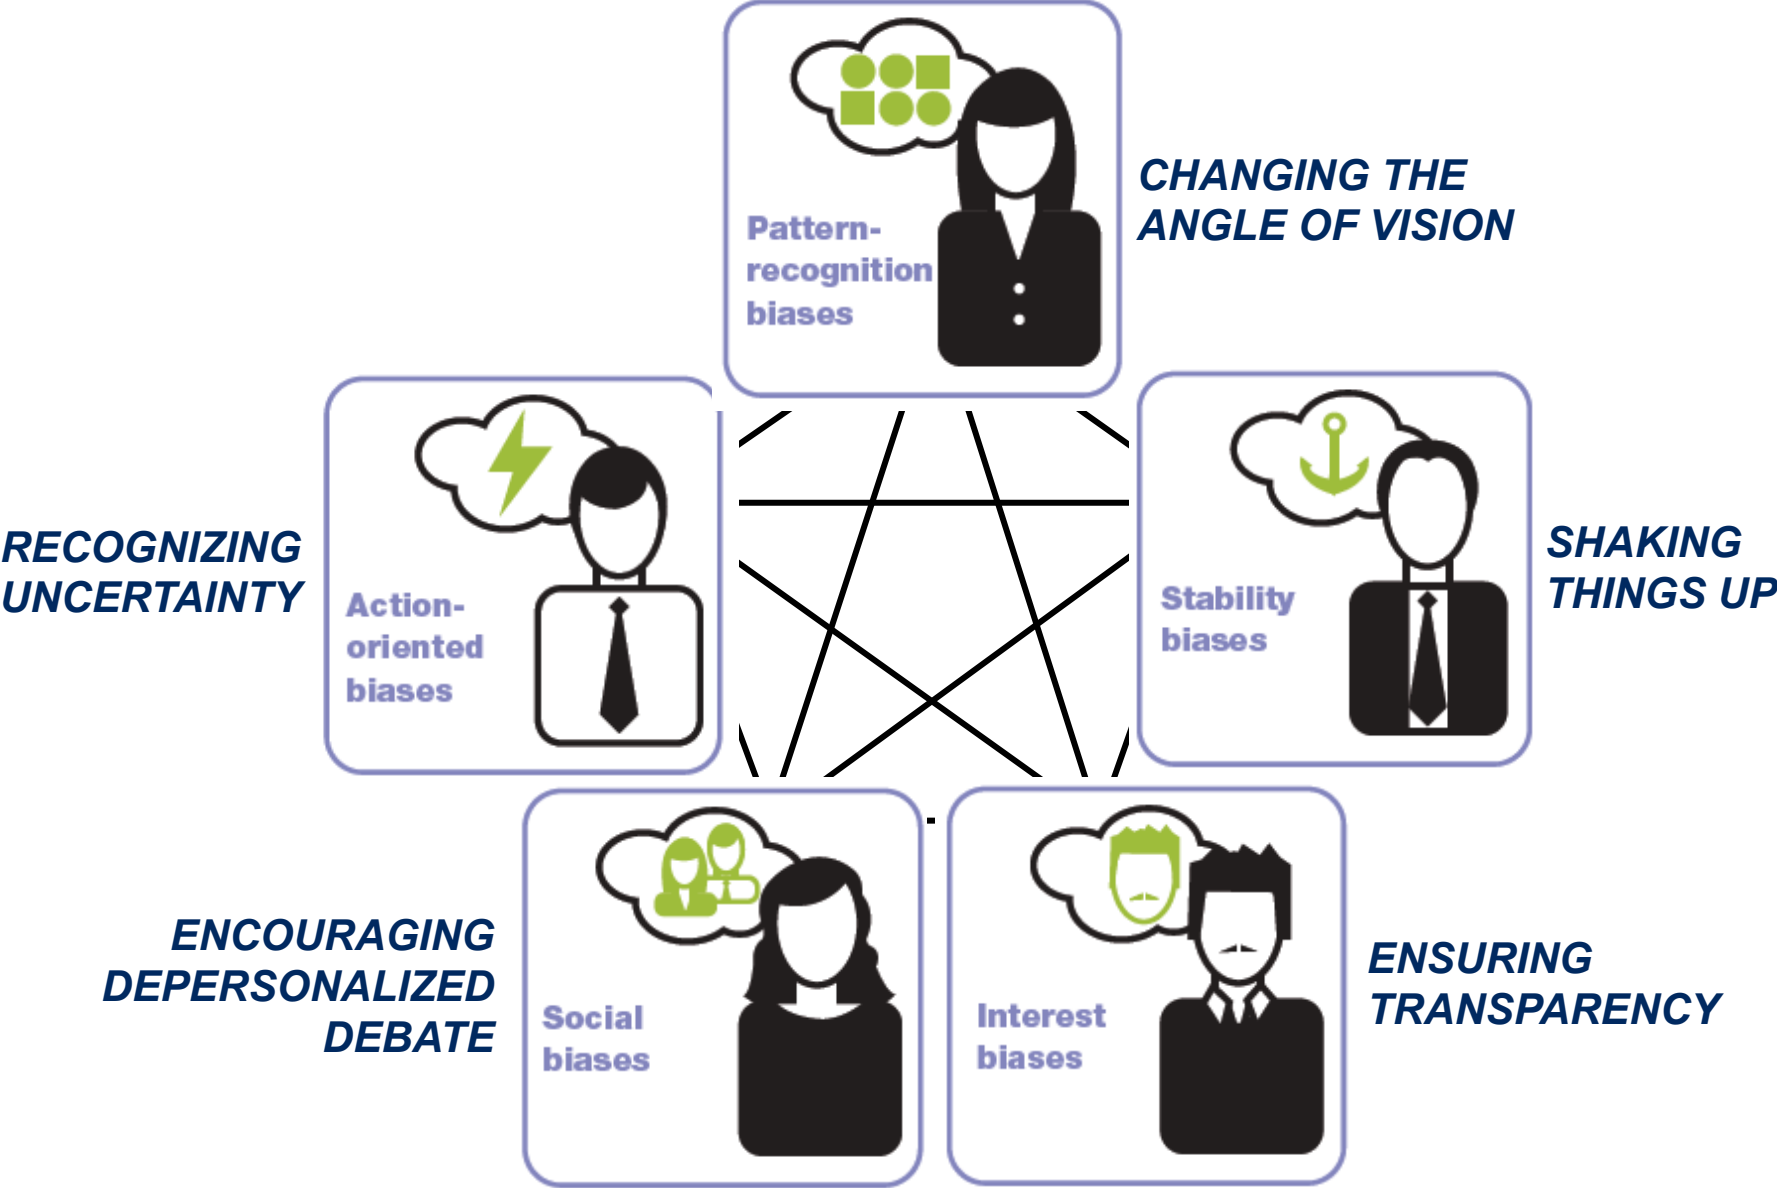 Pattern-
recognition
biases
CHANGING THE
ANGLE OF VISION
RECOGNIZING
UNCERTAINTY
Action-
oriented
biases
Stability
biases
SHAKING
THINGS UP
ENCOURAGING
DEPERSONALIZED
DEBATE
Social
biases
Interest
biases
ENSURING
TRANSPARENCY